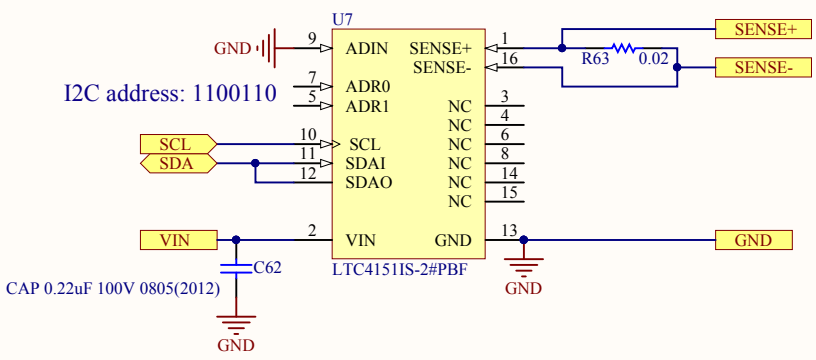 U7
SENSE+
9
1
GND
ADIN
SENSE+
R63
0.02
16
SENSE-
SENSE-
7
I2C address: 1100110
ADR0
5
ADR1
3
NC
4
NC
10
6
SCL
SCL
NC
11
8
SDA
SDAI
NC
12
14
SDAO
NC
15
NC
VIN
2
VIN
GND
13
GND
C62
LTC4151IS-2#PBF
CAP 0.22uF 100V 0805(2012)
GND
GND